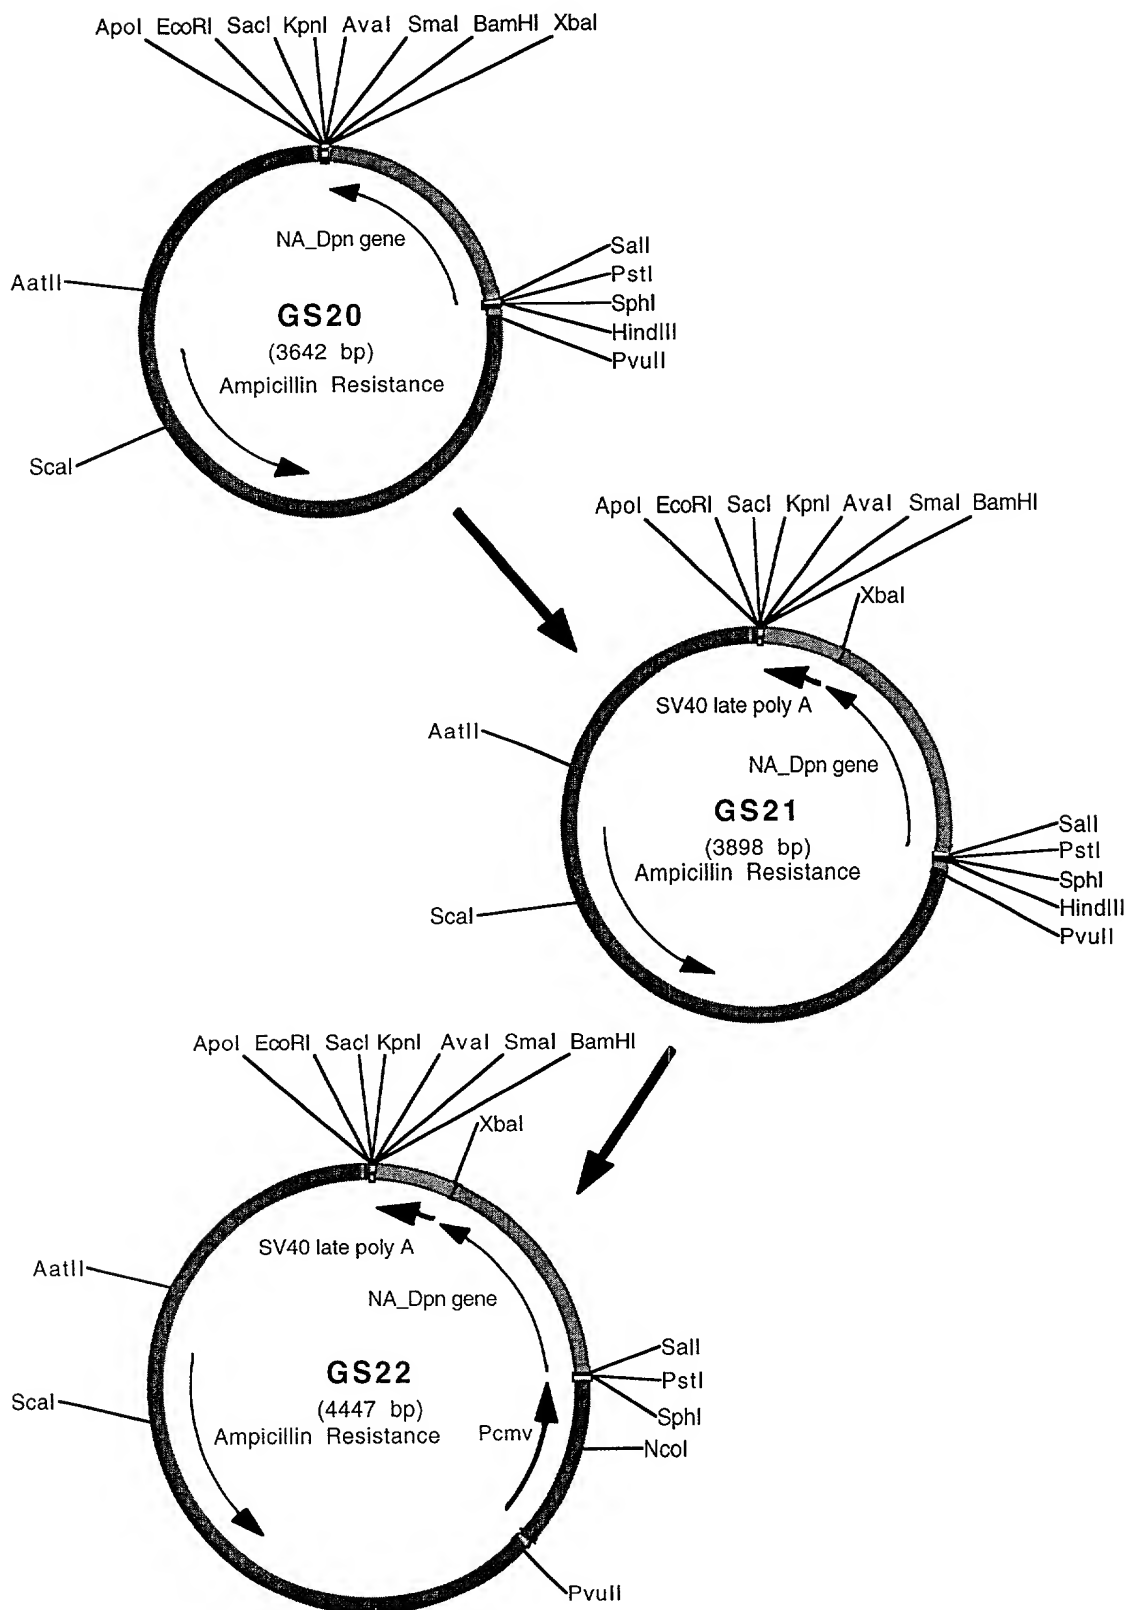 ApoI EcoRI SacI KpnI AvaI SmaI BamHI XbaI
NA_Dpn gene
SalI
PstI
SphI
HindIII
PvuII
AatII
GS20
(3642 bp)
Ampicillin Resistance
ScaI
ApoI EcoRI SacI KpnI AvaI SmaI BamHI
XbaI
SV40 late poly A
AatII
NA_Dpn gene
GS21
(3898 bp)
Ampicillin Resistance
SalI
PstI
SphI
HindIII
PvuII
ScaI
ApoI EcoRI SacI KpnI AvaI SmaI BamHI
XbaI
SV40 late poly A
AatII
NA_Dpn gene
GS22
(4447 bp)
Ampicillin Resistance
Pcmv
SalI
PstI
SphI
NcoI
ScaI
PvuII